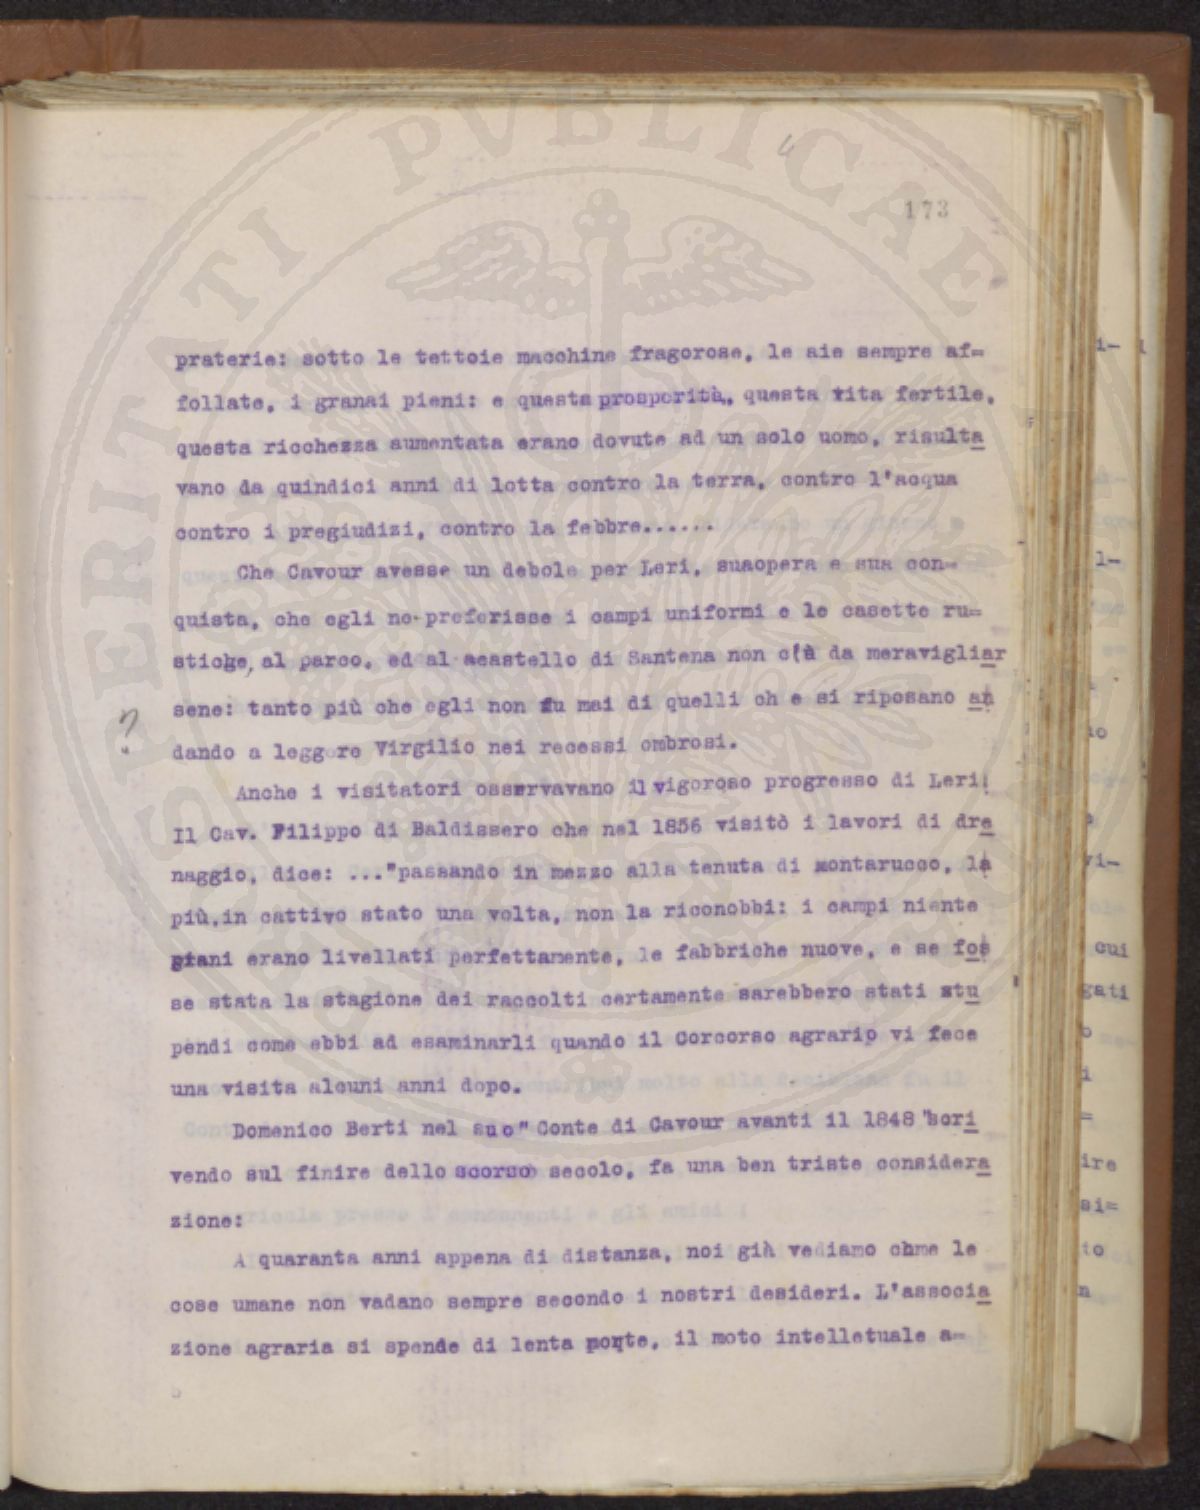 173
praterie: sotto le tettoie macchine fragorose, le aie sempre af=
follate, i granai pieni: e questa prosperità, questa vita fertile,
questa ricchezza aumentata erano dovute ad un solo uomo, risulta
vano da quindici anni di lotta contro la terra, contro l'acqua
contro i pregiudizi, contro la febbre......
Che Cavour avesse un debole per Leri, suaopera e sua con=
quista, che egli ne preferisse i campi uniformi e le casette ru=
stiche, al parco, ed al acastello di Santena non c'è da meravigliar
sene: tanto più che egli non fu mai di quelli ch e si riposano an
dando a leggere Virgilio nei recessi ombrosi.
?
Anche i visitatori osservavano il vigoroso progresso di Leri:
Il Cav. Filippo di Baldissero che nel 1856 visitò i lavori di dre
naggio, dice: ..."passando in mezzo alla tenuta di montarucco, la
più,in cattivo stato una volta, non la riconobbi: i campi niente
piani erano livellati perfettamente, le fabbriche nuove, e se fos
se stata la stagione dei raccolti certamente sarebbero stati stu
pendi come ebbi ad esaminarli quando il Corcorso agrario vi fece
una visita alcuni anni dopo.
Domenico Berti nel suo "Conte di Cavour avanti il 1848" scri
vendo sul finire dello scorso secolo, fa una ben triste considera
zione:
A quaranta anni appena di distanza, noi già vediamo chme le
cose umane non vadano sempre secondo i nostri desideri. L'associa
zione agraria si spende di lenta morte, il moto intelletuale a=
SEVERITATI PVBLICAE